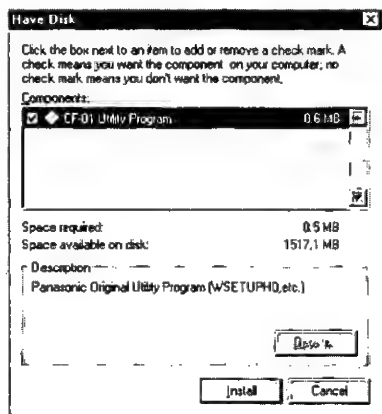 Have Disk
Click the box next to an item to add or remove a check mark. A
check means you want the component on your computer; no
check mark means you don't want the component.
Components:
CF-01 Utility Program 0.6 MB
Space required: 0.5 MB
Space available on disk: 1517,1 MB
Description
Panasonic Original Utility Program (WSETUPH0,etc.)
Install Cancel